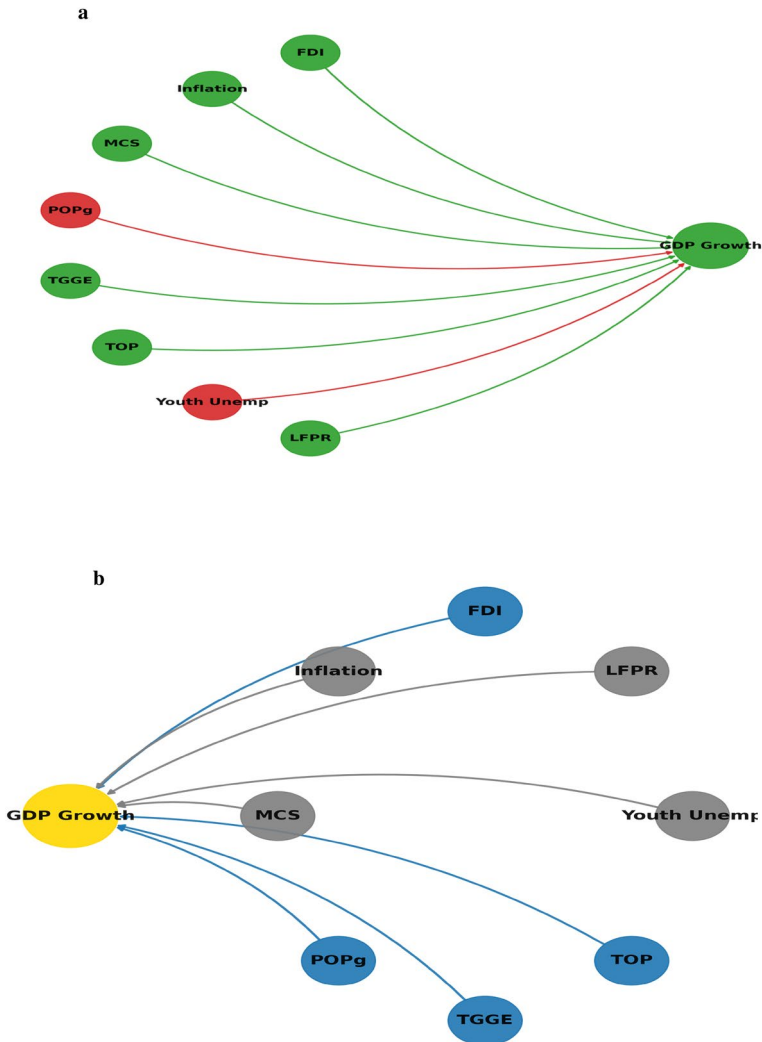 a
FDI
Inflation
MCS
POPg
GDP Growth
TGGE
TOP
Youth Unemp
LFPR
b
FDI
Inflation
LFPR
GDP Growth
MCS
Youth Unemp
POPg
TOP
TGGE